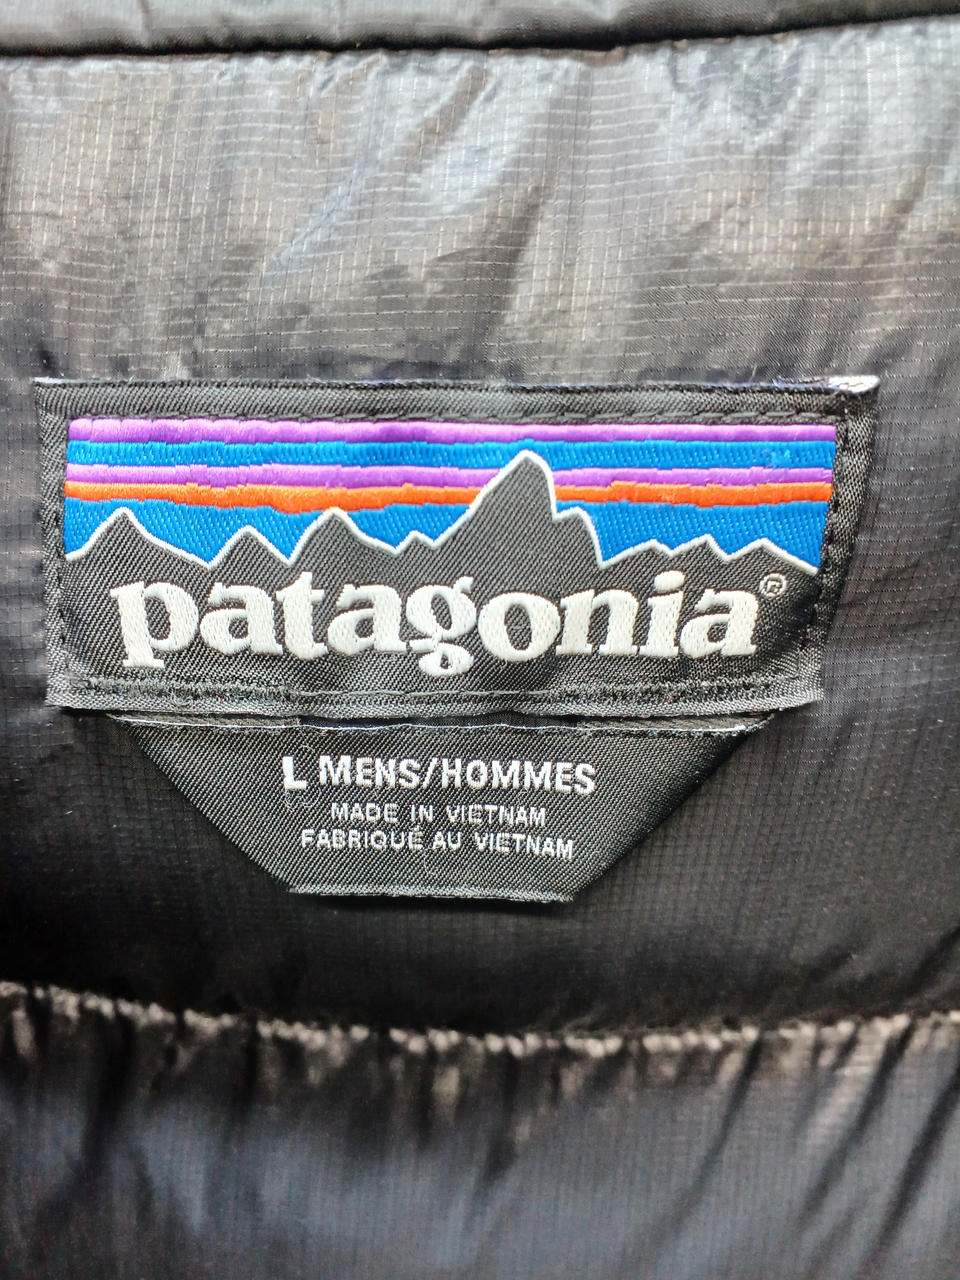 patagonia®
L MENS/HOMMES
MADE IN VIETNAM
FABRIQUÉ AU VIETNAM